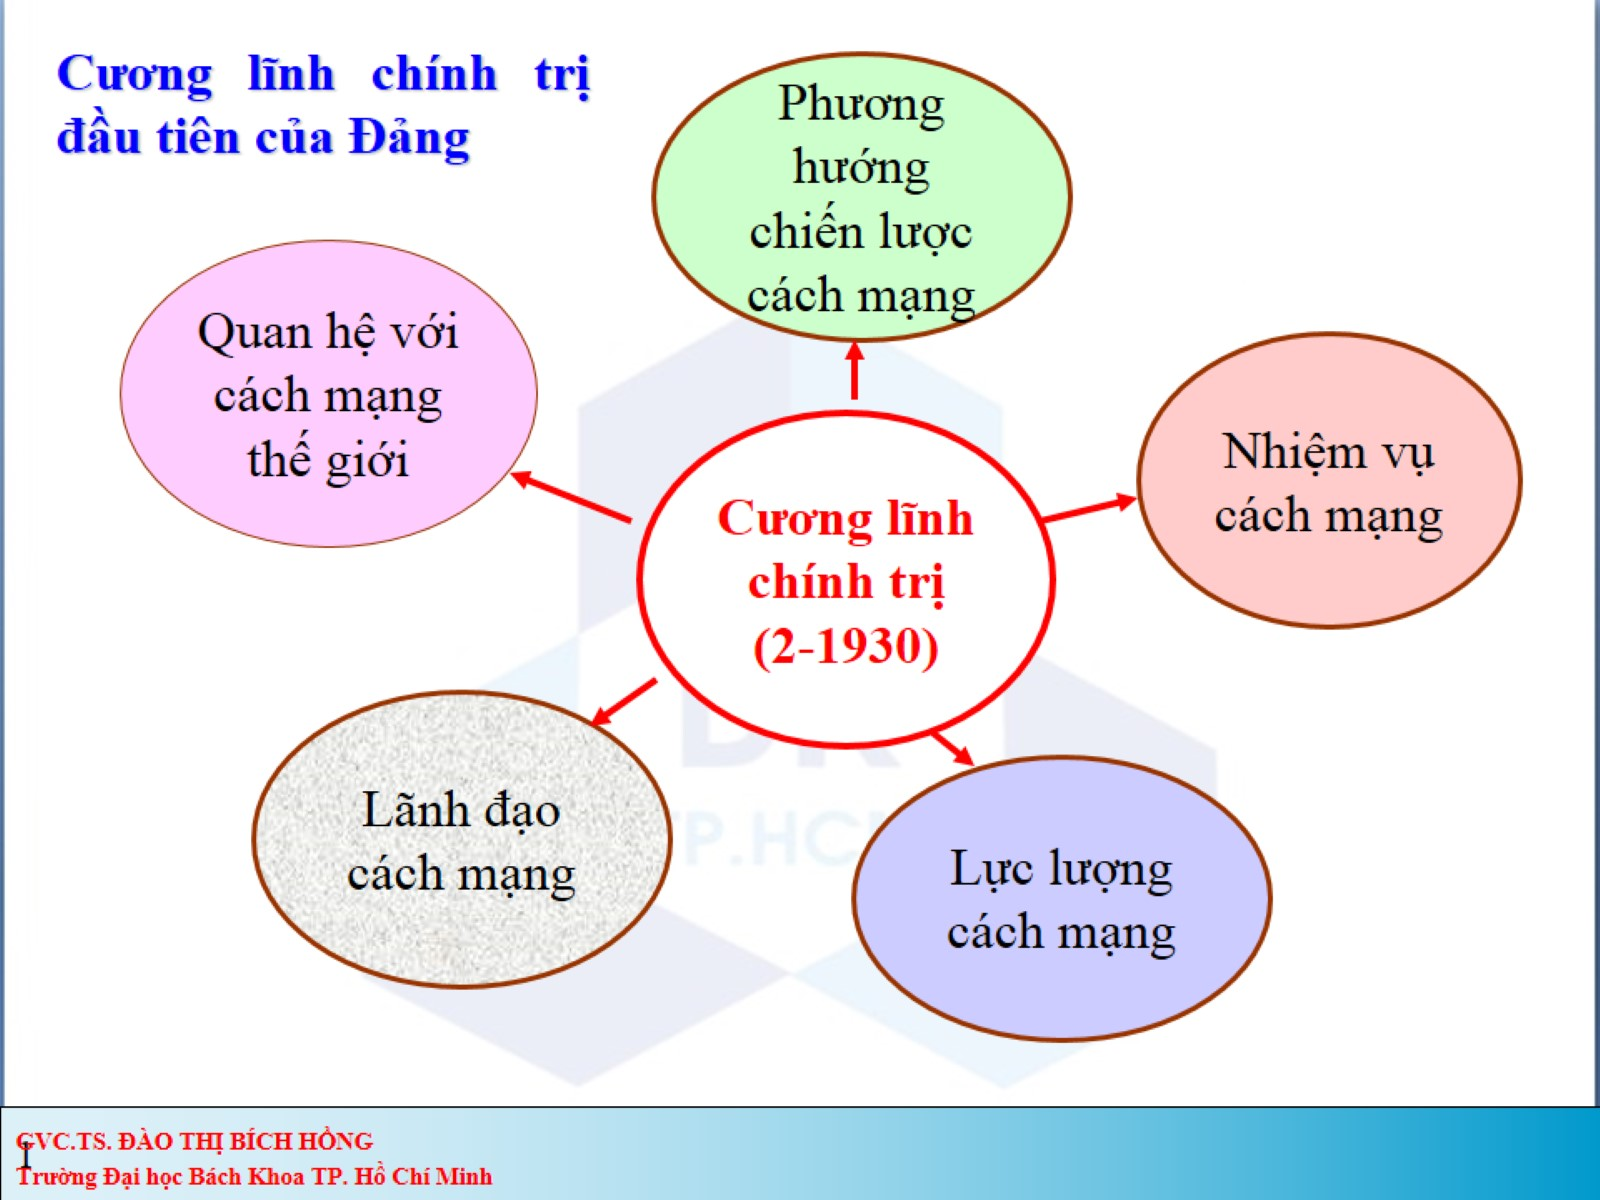 Cương lĩnh chính trị
đầu tiên của Đảng
Phương
hướng
chiến lược
cách mạng
Quan hệ với
cách mạng
thế giới
Nhiệm vụ
cách mạng
Cương lĩnh
chính trị
(2-1930)
Lãnh đạo
cách mạng
Lực lượng
cách mạng
GVC.TS. ĐÀO THỊ BÍCH HỒNG
1
Trường Đại học Bách Khoa TP. Hồ Chí Minh